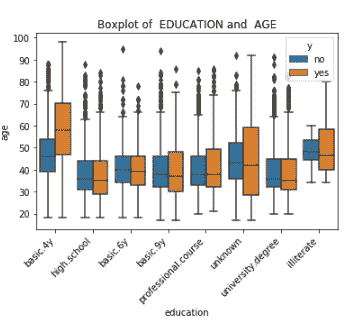 Boxplot of EDUCATION and AGE
y
no
yes
100
90
80
70
60
50
40
30
20
age
basic.4y
high.school
basic.6y
basic.9y
professional.course
unknown
university.degree
illiterate
education